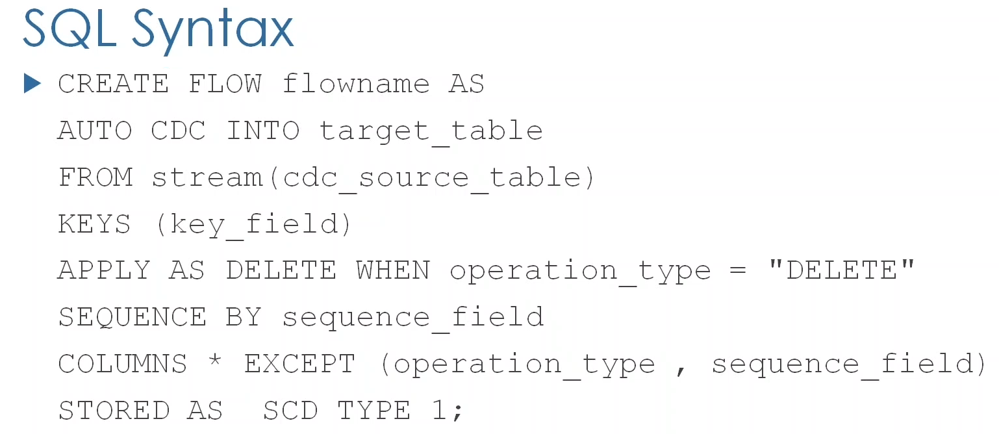 SQL Syntax
CREATE FLOW flowname AS
AUTO CDC INTO target_table
FROM stream(cdc_source_table)
KEYS (key_field)
APPLY AS DELETE WHEN operation_type = "DELETE"
SEQUENCE BY sequence_field
COLUMNS * EXCEPT (operation_type , sequence_field)
STORED AS  SCD TYPE 1;